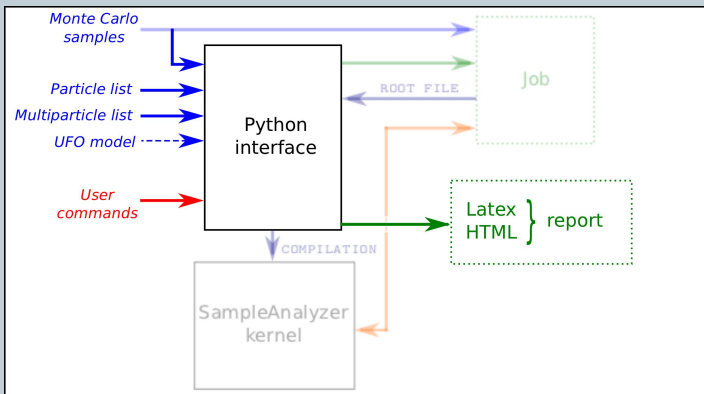 Monte Carlo
samples
Particle list
Multiparticle list
UFO model
User
commands
Python
interface
ROOT FILE
Job
Latex
HTML
} report
COMPILATION
SampleAnalyzer
kernel